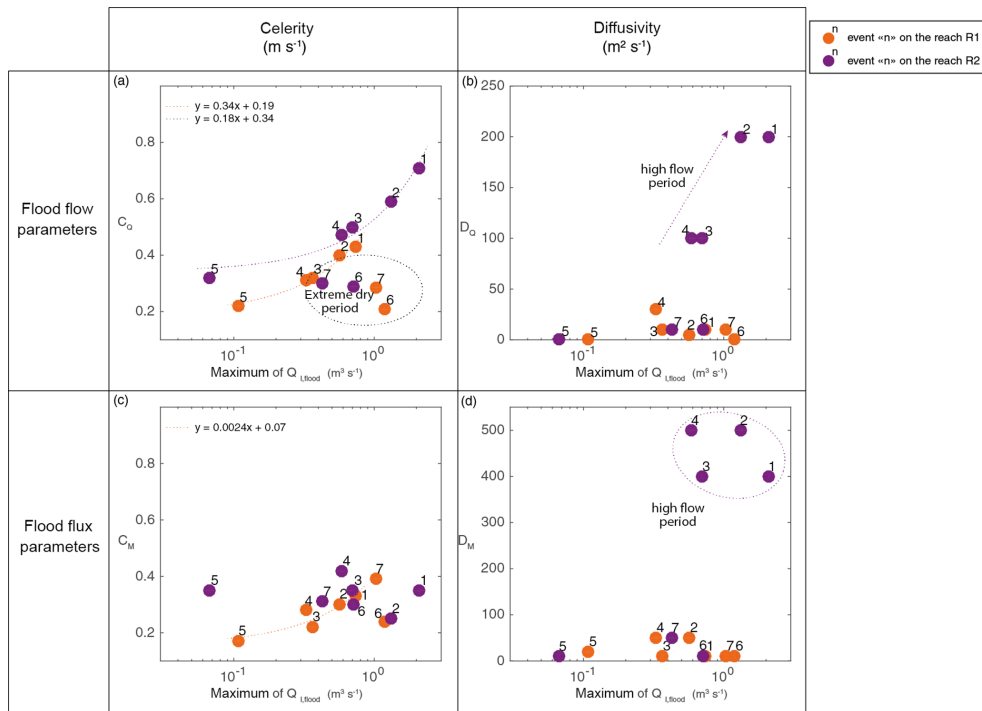 Celerity
(m s⁻¹)
Diffusivity
(m² s⁻¹)
n
event «n» on the reach R1
n
event «n» on the reach R2
Flood flow
parameters
(a)
y = 0.34x + 0.19
y = 0.18x + 0.34
0.8
0.6
C_Q
0.4
0.2
1
2
3
4
1
2
5
3
4
7
6
7
5
6
Extreme dry
period
10⁻¹
10⁰
Maximum of Q_I,flood (m³ s⁻¹)
(b)
250
200
150
D_Q
100
50
0
2
1
high flow
period
4
3
4
3
7
2
6
1
7
6
5
5
10⁻¹
10⁰
Maximum of Q_I,flood (m³ s⁻¹)
Flood flux
parameters
(c)
y = 0.0024x + 0.07
0.8
0.6
C_M
0.4
0.2
5
4
7
3
1
4
7
2
1
6
3
6
2
5
1
10⁻¹
10⁰
Maximum of Q_I,flood (m³ s⁻¹)
(d)
500
400
300
D_M
200
100
50
0
4
2
3
1
high flow
period
4
7
2
5
5
3
6
1
7
6
10⁻¹
10⁰
Maximum of Q_I,flood (m³ s⁻¹)